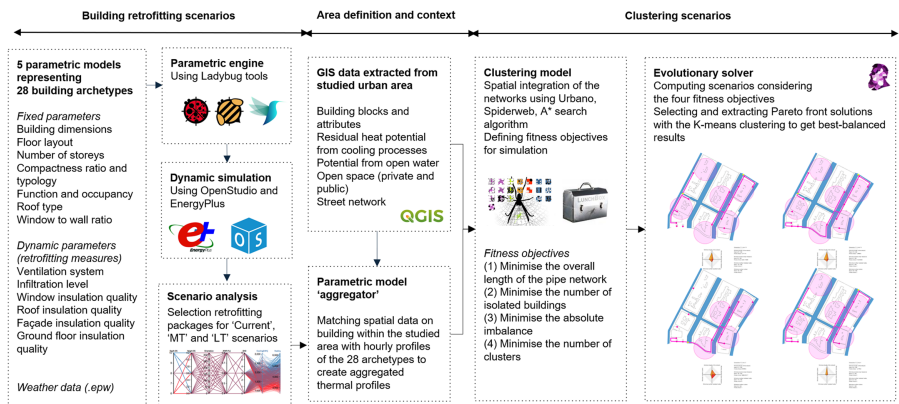 Building retrofitting scenarios
Area definition and context
Clustering scenarios
5 parametric models
representing
28 building archetypes
Fixed parameters
Building dimensions
Floor layout
Number of storeys
Compactness ratio and
typology
Function and occupancy
Roof type
Window to wall ratio
Dynamic parameters
(retrofitting measures)
Ventilation system
Infiltration level
Window insulation quality
Roof insulation quality
Façade insulation quality
Ground floor insulation
quality
Weather data (.epw)
Parametric engine
Using Ladybug tools
Dynamic simulation
Using OpenStudio and
EnergyPlus
e+
EnergyPlus
OS
Scenario analysis
Selection retrofitting
packages for 'Current',
'MT' and 'LT' scenarios
GIS data extracted from
studied urban area
Building blocks and
attributes
Residual heat potential
from cooling processes
Potential from open water
Open space (private and
public)
Street network
QGIS
Parametric model
'aggregator'
Matching spatial data on
building within the studied
area with hourly profiles
of the 28 archetypes to
create aggregated
thermal profiles
Clustering model
Spatial integration of the
networks using Urbano,
Spiderweb, A* search
algorithm
Defining fitness objectives
for simulation
LUNCHBOX
Fitness objectives
(1) Minimise the overall
length of the pipe network
(2) Minimise the number of
isolated buildings
(3) Minimise the absolute
imbalance
(4) Minimise the number of
clusters
Evolutionary solver
Computing scenarios considering
the four fitness objectives
Selecting and extracting Pareto front solutions
with the K-means clustering to get best-balanced
results